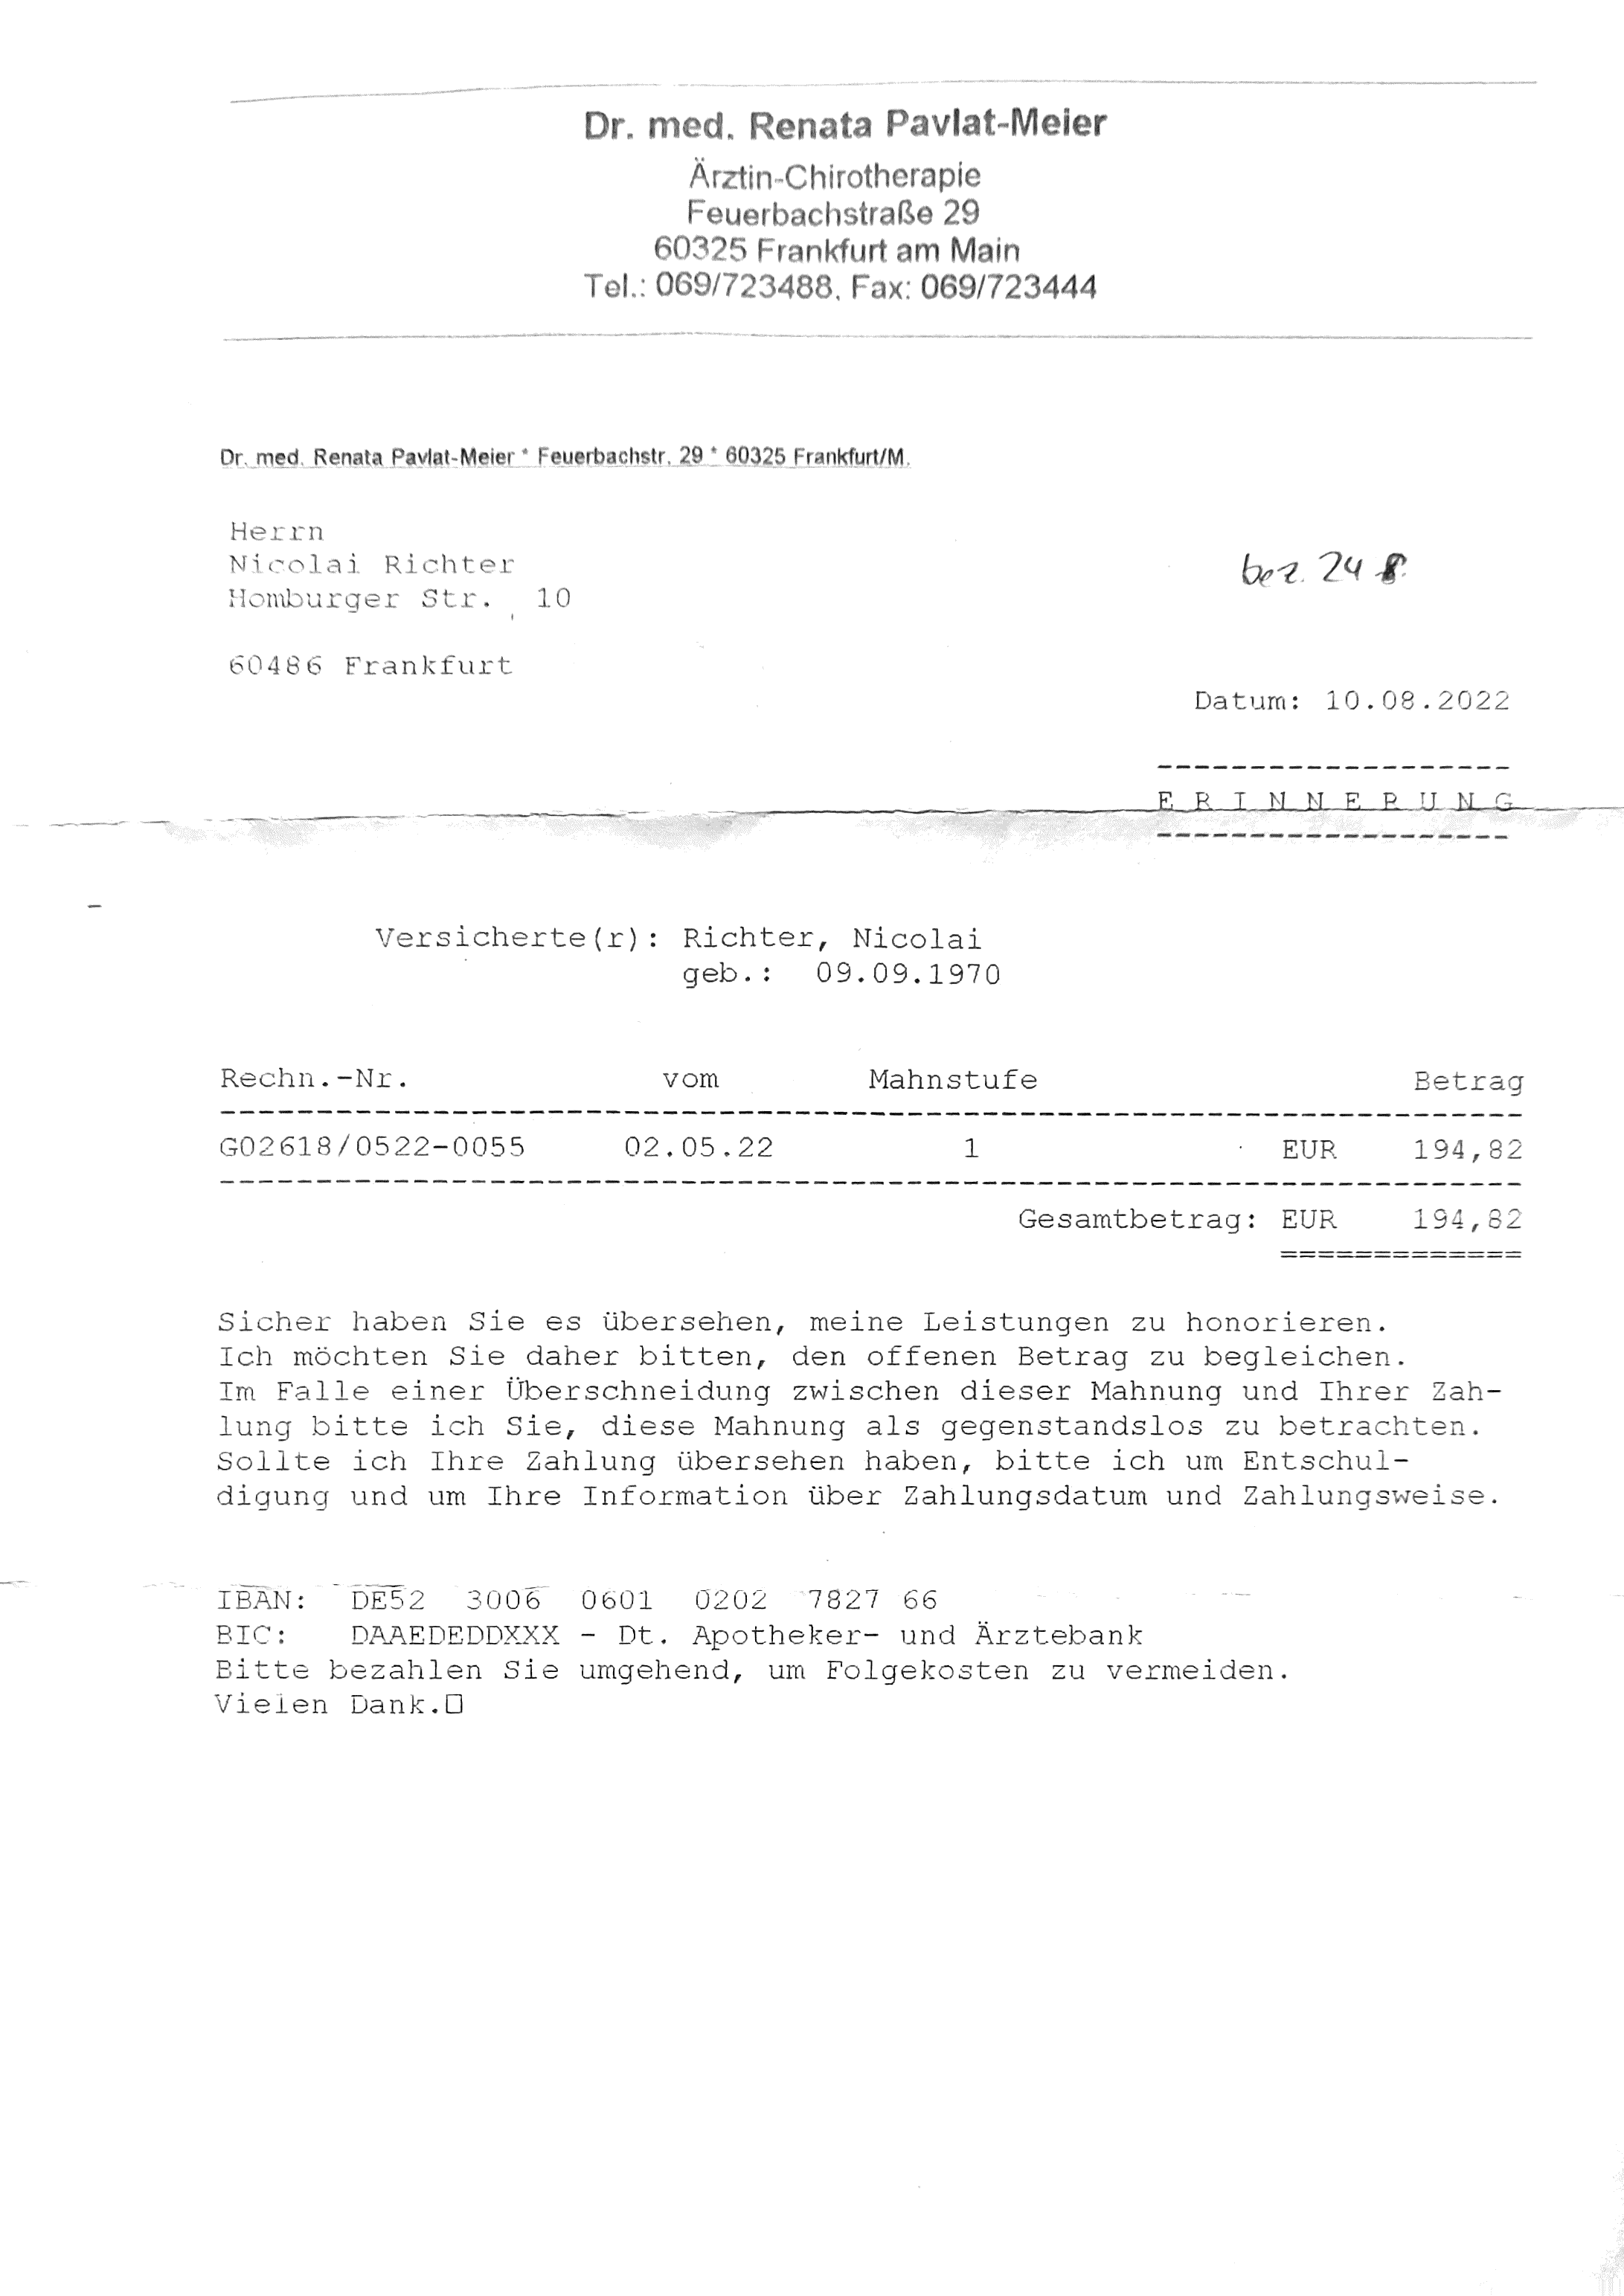 Dr. med. Renata Pavlat-Meier
Ärztin-Chirotherapie
Feuerbachstraße 29
60325 Frankfurt am Main
Tel.: 069/723488, Fax: 069/723444
Dr. med. Renata Pavlat-Meier * Feuerbachstr. 29 * 60325 Frankfurt/M.
Herrn
Nicolai Richter
Homburger Str. 10
60486 Frankfurt
bez. 24 8.
Datum: 10.08.2022
E R I N N E R U N G
Versicherte(r): Richter, Nicolai
geb.: 09.09.1970
Rechn.-Nr. vom Mahnstufe Betrag
G02618/0522-0055 02.05.22 1 EUR 194,82
Gesamtbetrag: EUR 194,82
Sicher haben Sie es übersehen, meine Leistungen zu honorieren.
Ich möchten Sie daher bitten, den offenen Betrag zu begleichen.
Im Falle einer Überschneidung zwischen dieser Mahnung und Ihrer Zah-
lung bitte ich Sie, diese Mahnung als gegenstandslos zu betrachten.
Sollte ich Ihre Zahlung übersehen haben, bitte ich um Entschul-
digung und um Ihre Information über Zahlungsdatum und Zahlungsweise.
IBAN: DE52 3006 0601 0202 7827 66
BIC: DAAEDEDDXXX - Dt. Apotheker- und Ärztebank
Bitte bezahlen Sie umgehend, um Folgekosten zu vermeiden.
Vielen Dank.